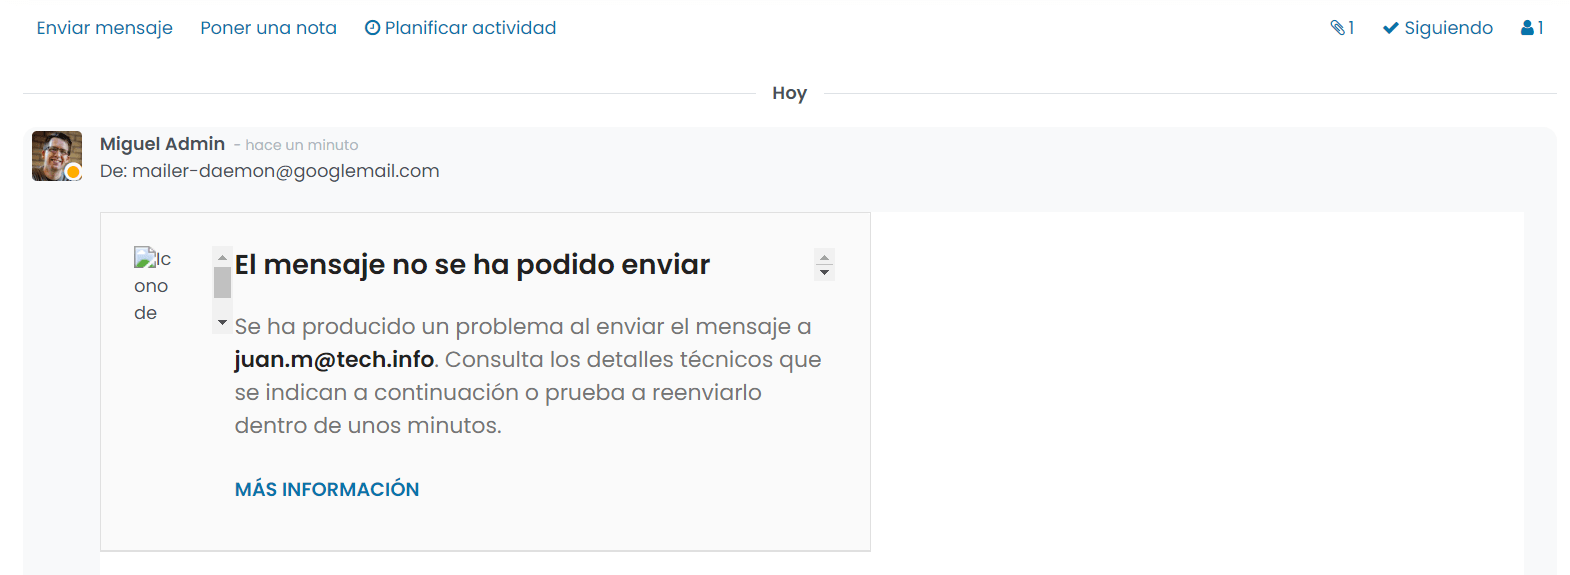 Enviar mensaje Poner una nota Planificar actividad 1 Siguiendo 1
Hoy
Miguel Admin - hace un minuto
De: mailer-daemon@googlemail.com
Ic
ono
de
El mensaje no se ha podido enviar
Se ha producido un problema al enviar el mensaje a
juan.m@tech.info. Consulta los detalles técnicos que
se indican a continuación o prueba a reenviarlo
dentro de unos minutos.
MÁS INFORMACIÓN